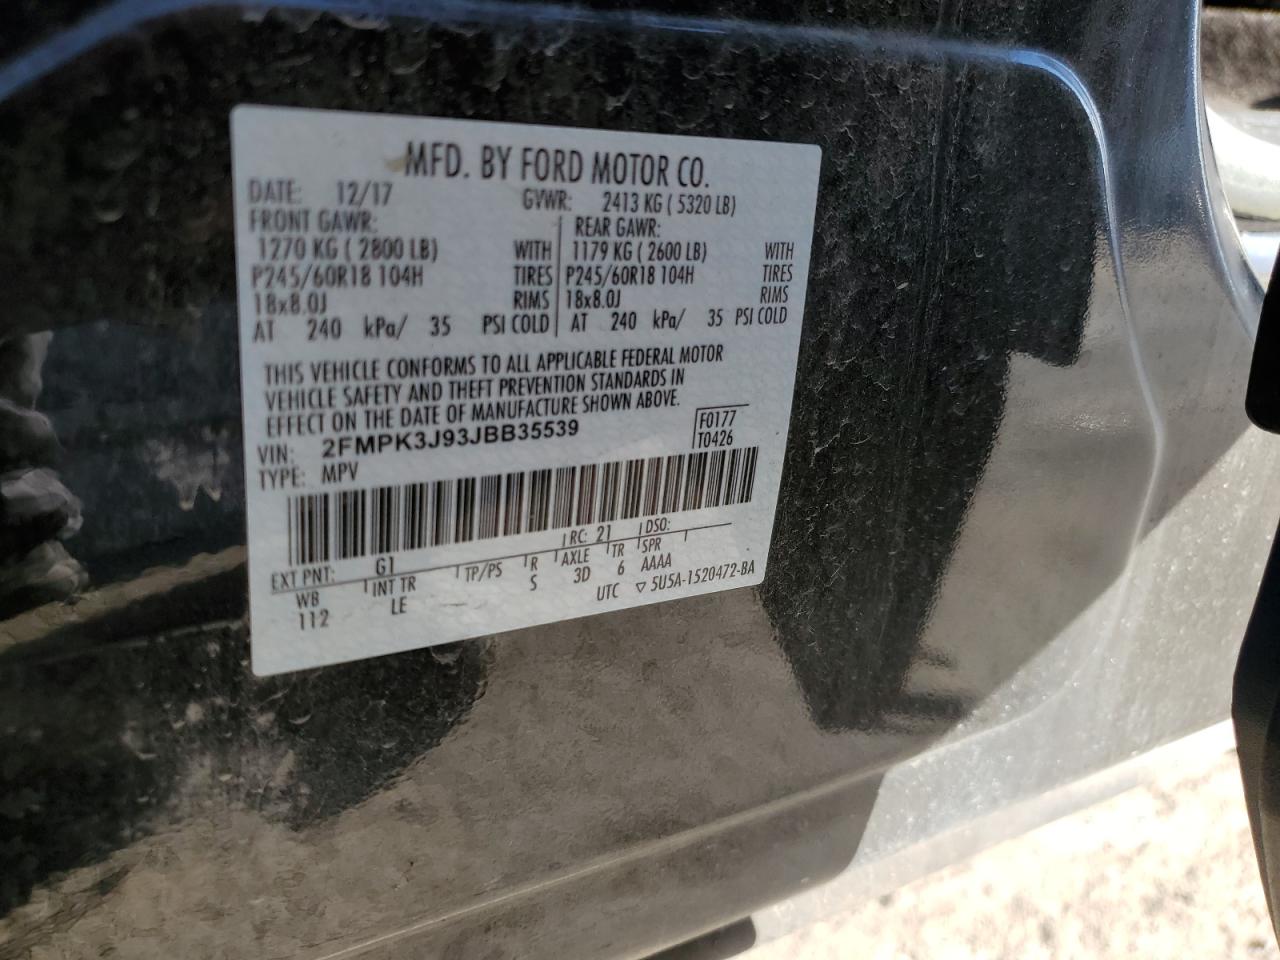 MFD. BY FORD MOTOR CO.
DATE: 12/17 GVWR: 2413 KG ( 5320 LB)
FRONT GAWR: REAR GAWR:
1270 KG ( 2800 LB) WITH 1179 KG ( 2600 LB) WITH
P245/60R18 104H TIRES P245/60R18 104H TIRES
18x8.0J RIMS 18x8.0J RIMS
AT 240 kPa/ 35 PSI COLD AT 240 kPa/ 35 PSI COLD
THIS VEHICLE CONFORMS TO ALL APPLICABLE FEDERAL MOTOR
VEHICLE SAFETY AND THEFT PREVENTION STANDARDS IN
EFFECT ON THE DATE OF MANUFACTURE SHOWN ABOVE.
VIN: 2FMPK3J93JBB35539 F0177
TYPE: MPV T0426
EXT PNT: G1 RC: 21 DSO:
WB INT TR TP/PS R AXLE TR SPR
112 LE S 3D 6 AAAA
UTC ▽ 5U5A-1520472-BA